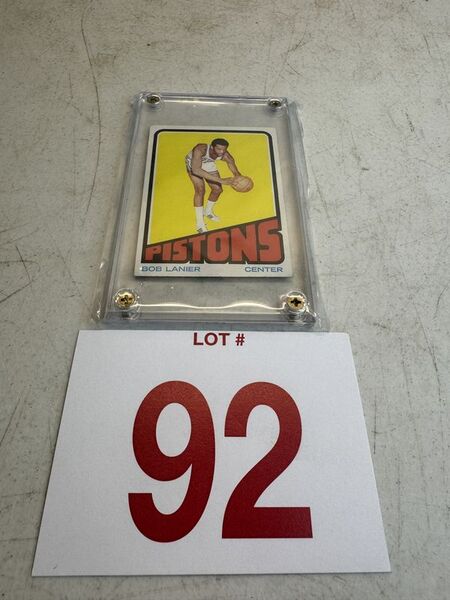 PISTONS
BOB LANIER CENTER
LOT #
92